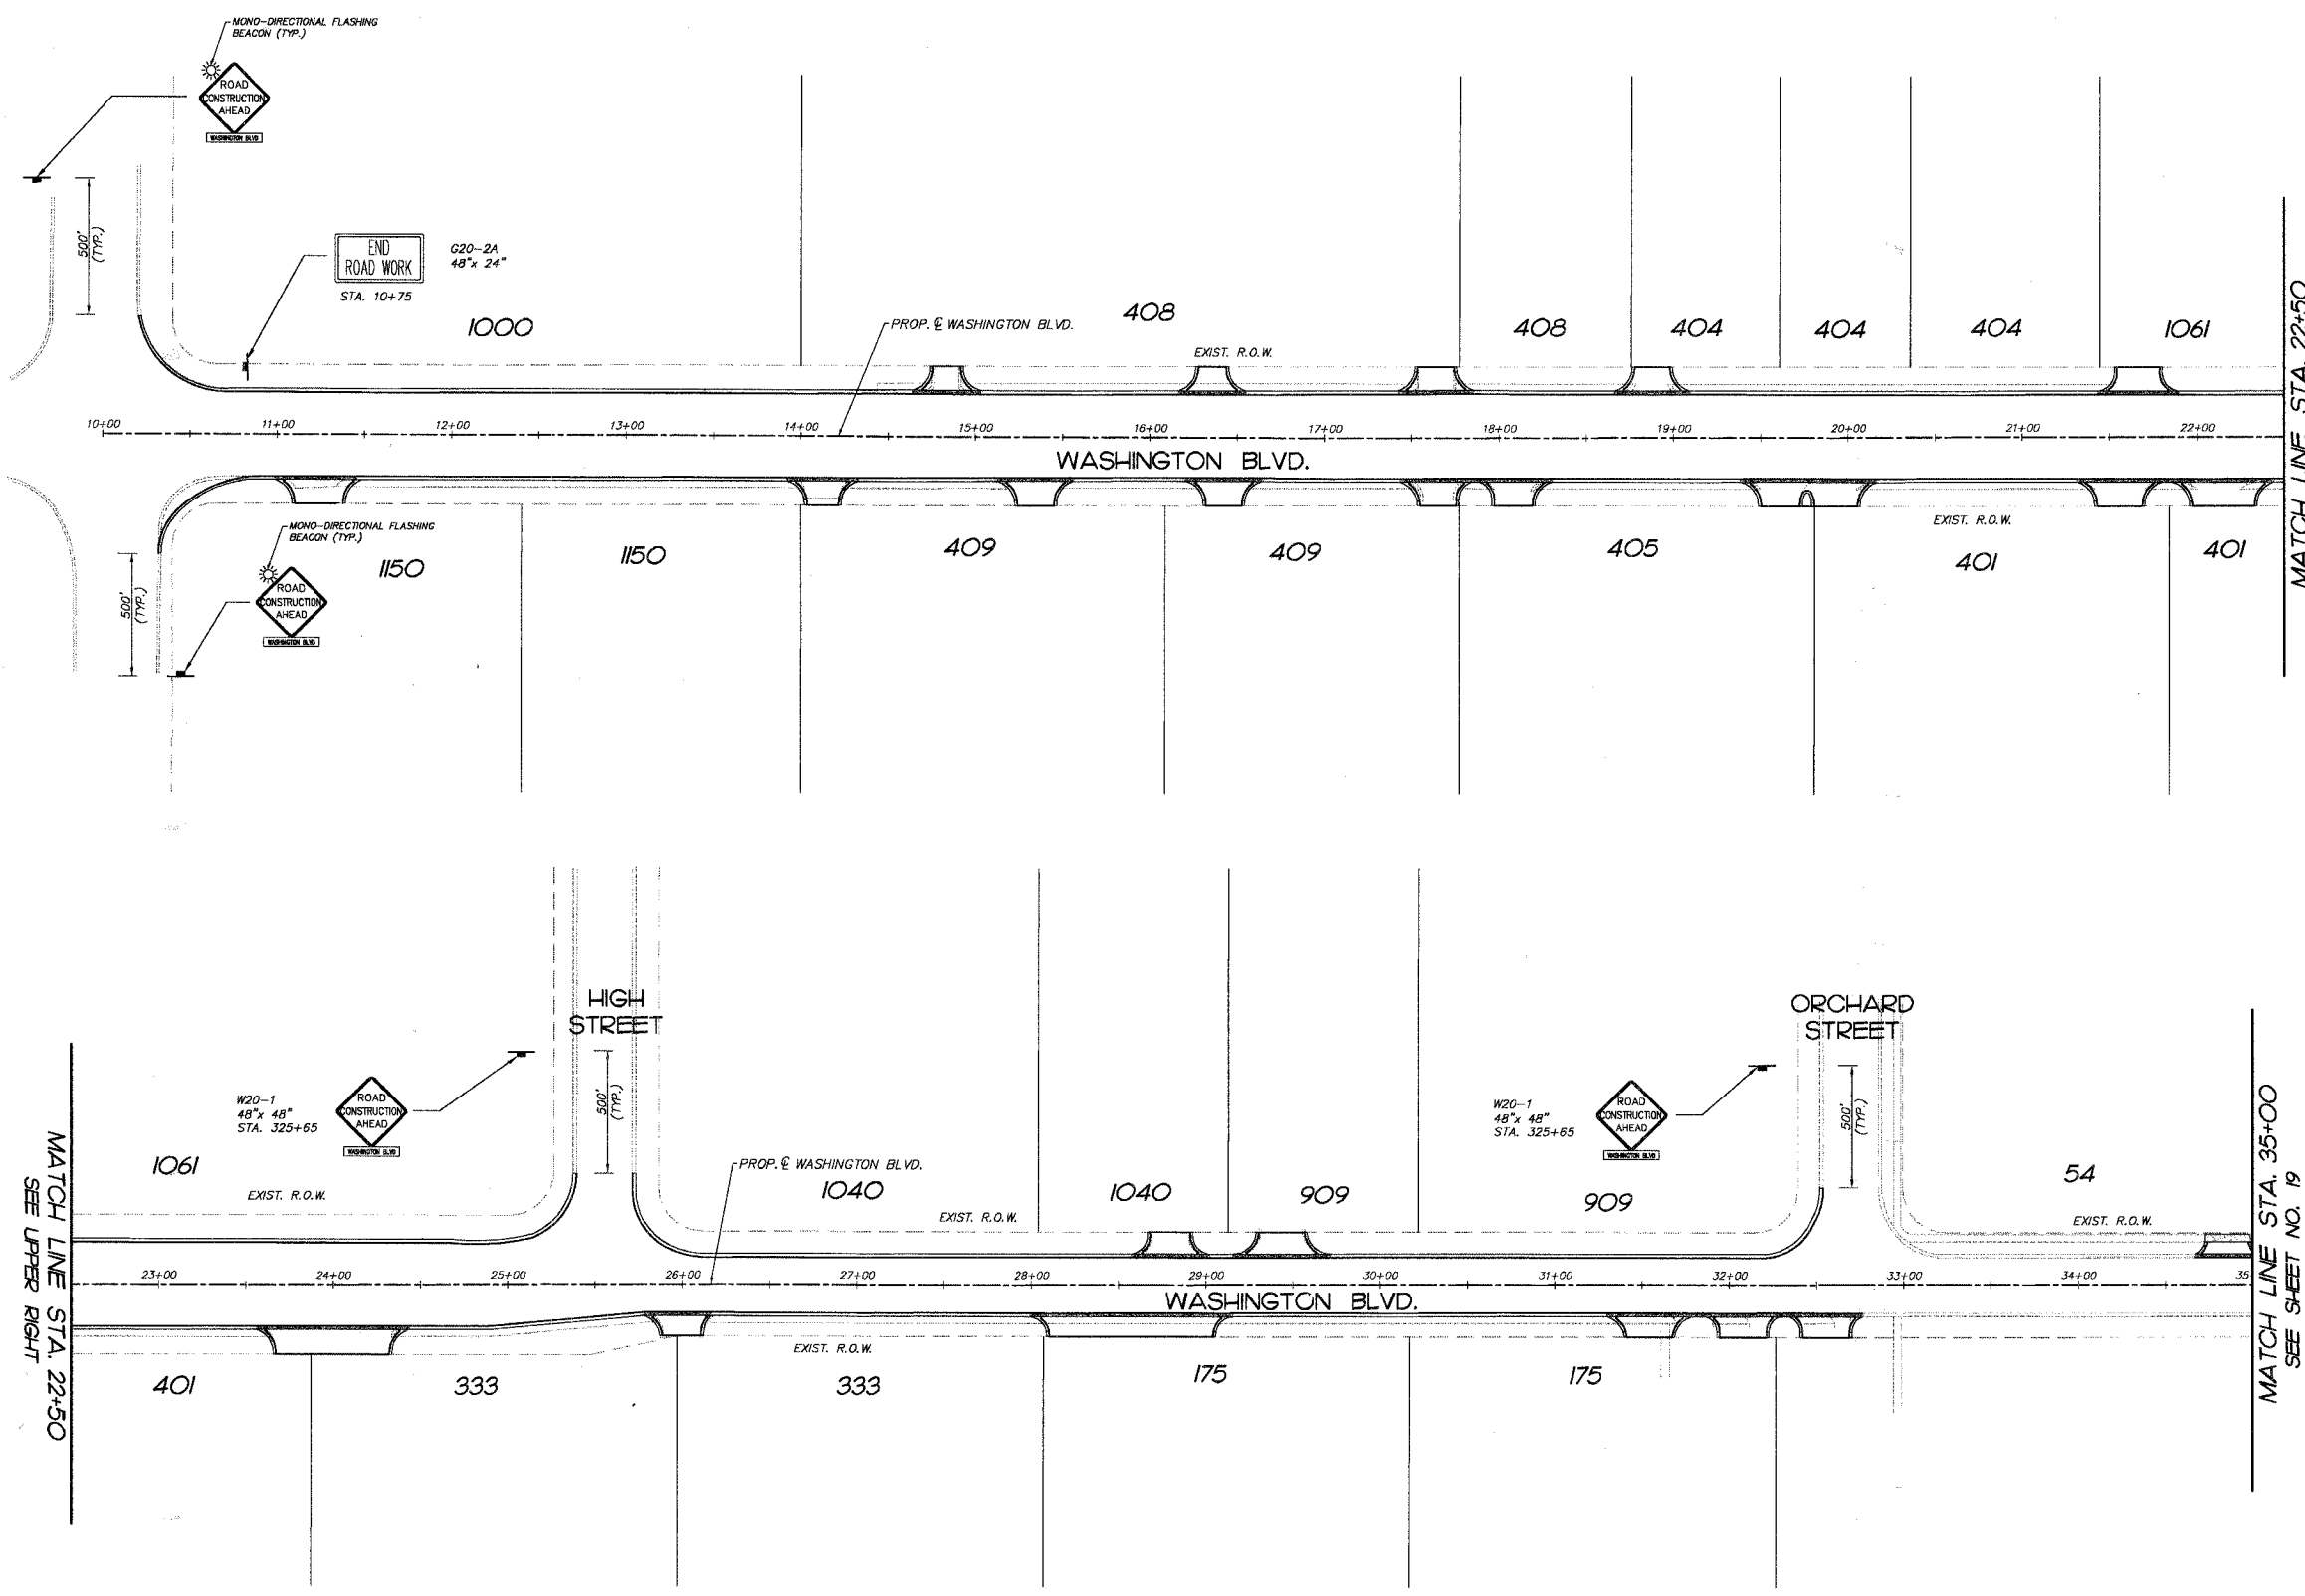 MONO-DIRECTIONAL FLASHING
BEACON (TYP.)
ROAD
CONSTRUCTION
AHEAD
WASHINGTON BLVD
500'
(TYP.)
END
ROAD WORK
G20-2A
48"x 24"
STA. 10+75
1000
PROP. ℄ WASHINGTON BLVD.
408
EXIST. R.O.W.
408
404
404
404
1061
MATCH LINE STA. 22+50
10+00
11+00
12+00
13+00
14+00
15+00
16+00
17+00
18+00
19+00
20+00
21+00
22+00
WASHINGTON BLVD.
MONO-DIRECTIONAL FLASHING
BEACON (TYP.)
ROAD
CONSTRUCTION
AHEAD
WASHINGTON BLVD
500'
(TYP.)
1150
1150
409
409
405
EXIST. R.O.W.
401
401
HIGH
STREET
ORCHARD
STREET
W20-1
48"x 48"
STA. 325+65
ROAD
CONSTRUCTION
AHEAD
WASHINGTON BLVD
500'
(TYP.)
W20-1
48"x 48"
STA. 325+65
ROAD
CONSTRUCTION
AHEAD
WASHINGTON BLVD
500'
(TYP.)
MATCH LINE STA. 22+50
SEE UPPER RIGHT
1061
EXIST. R.O.W.
PROP. ℄ WASHINGTON BLVD.
1040
EXIST. R.O.W.
1040
909
909
54
EXIST. R.O.W.
MATCH LINE STA. 35+00
SEE SHEET NO. 19
23+00
24+00
25+00
26+00
27+00
28+00
29+00
30+00
31+00
32+00
33+00
34+00
35
WASHINGTON BLVD.
401
333
EXIST. R.O.W.
333
175
175